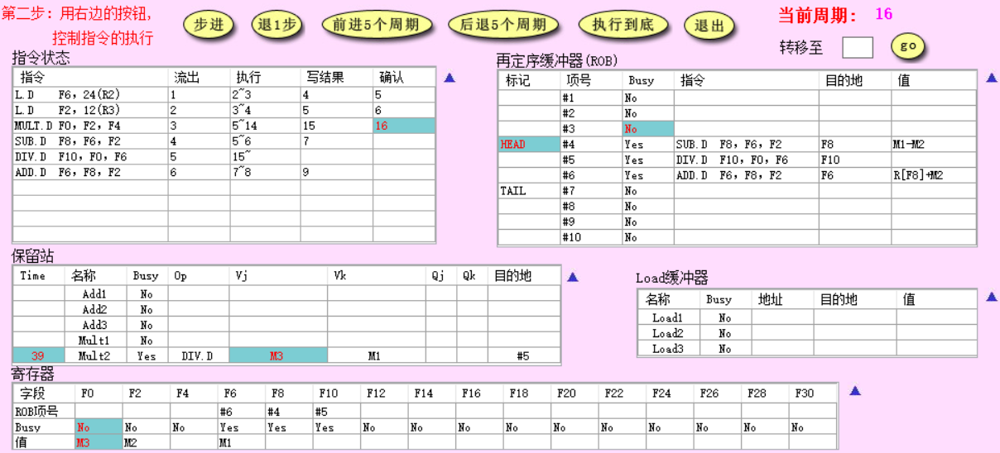 第二步: 用右边的按钮,
控制指令的执行
步进 退1步 前进5个周期 后退5个周期 执行到底 退出
当前周期: 16
转移至 go
指令状态
指令 流出 执行 写结果 确认
L.D F6, 24(R2) 1 2~3 4 5
L.D F2, 12(R3) 2 3~4 5 6
MULT.D F0, F2, F4 3 5~14 15 16
SUB.D F8, F6, F2 4 5~6 7
DIV.D F10, F0, F6 5 15~
ADD.D F6, F8, F2 6 7~8 9
再定序缓冲器(ROB)
标记 项号 Busy 指令 目的地 值
#1 No
#2 No
#3 No
HEAD #4 Yes SUB.D F8, F6, F2 F8 M1-M2
#5 Yes DIV.D F10, F0, F6 F10
#6 Yes ADD.D F6, F8, F2 F6 R[F8]+M2
TAIL #7 No
#8 No
#9 No
#10 No
保留站
Time 名称 Busy Op Vj Vk Qj Qk 目的地
Add1 No
Add2 No
Add3 No
Mult1 No
39 Mult2 Yes DIV.D M3 M1 #5
Load缓冲器
名称 Busy 地址 目的地 值
Load1 No
Load2 No
Load3 No
寄存器
字段 F0 F2 F4 F6 F8 F10 F12 F14 F16 F18 F20 F22 F24 F26 F28 F30
ROB项号 #6 #4 #5
Busy No No No Yes Yes Yes No No No No No No No No No No
值 M3 M2 M1